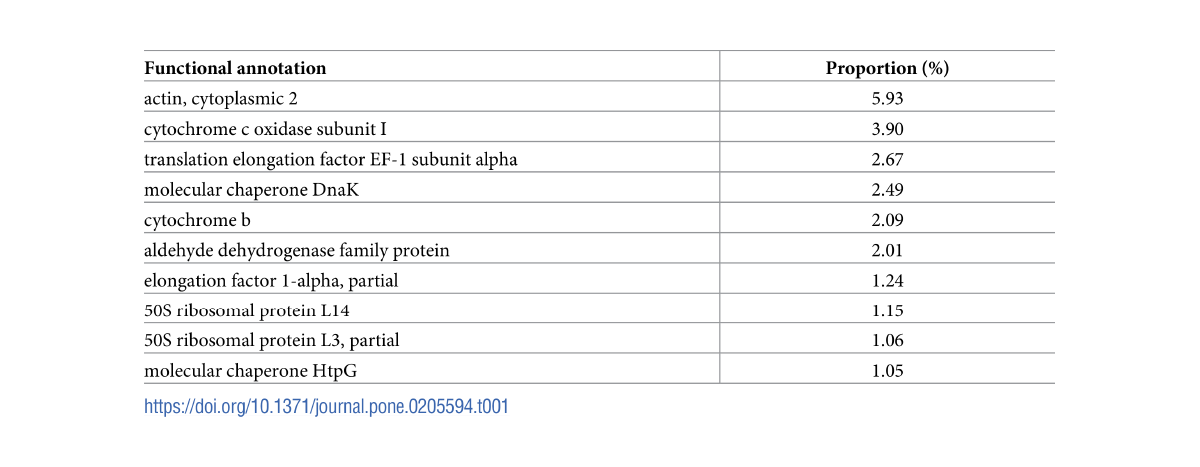 Functional annotation Proportion (%)
actin, cytoplasmic 2 5.93
cytochrome c oxidase subunit I 3.90
translation elongation factor EF-1 subunit alpha 2.67
molecular chaperone DnaK 2.49
cytochrome b 2.09
aldehyde dehydrogenase family protein 2.01
elongation factor 1-alpha, partial 1.24
50S ribosomal protein L14 1.15
50S ribosomal protein L3, partial 1.06
molecular chaperone HtpG 1.05
https://doi.org/10.1371/journal.pone.0205594.t001